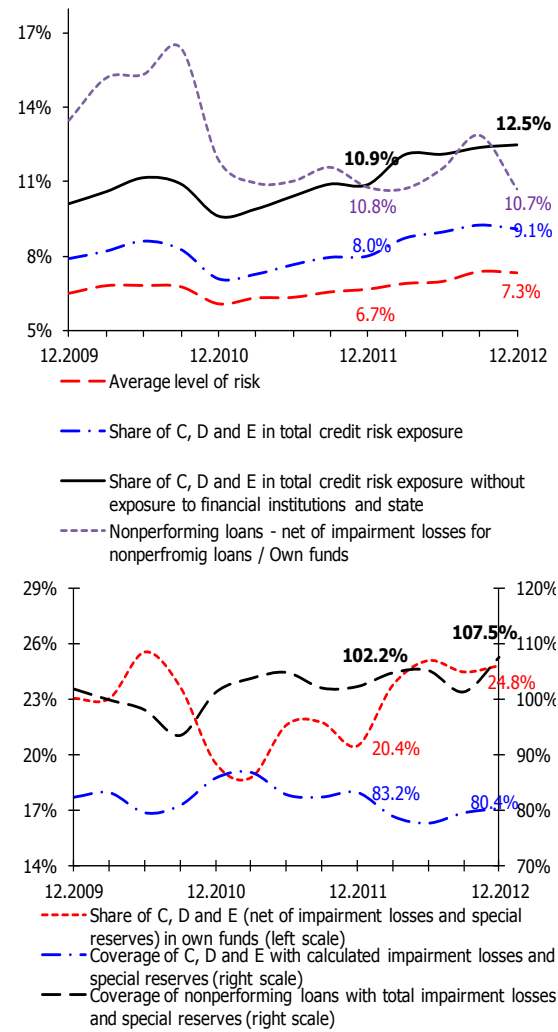 17%
14%
11%
8%
5%
12.5%
10.9%
10.8%
10.7%
8.0%
9.1%
6.7%
7.3%
12.2009 12.2010 12.2011 12.2012
Average level of risk
Share of C, D and E in total credit risk exposure
Share of C, D and E in total credit risk exposure without
exposure to financial institutions and state
Nonperforming loans - net of impairment losses for
nonperfromig loans / Own funds
29%
26%
23%
20%
17%
14%
120%
110%
100%
90%
80%
70%
107.5%
102.2%
24.8%
20.4%
83.2%
80.4%
12.2009 12.2010 12.2011 12.2012
Share of C, D and E (net of impairment losses and special
reserves) in own funds (left scale)
Coverage of C, D and E with calculated impairment losses and
special reserves (right scale)
Coverage of nonperforming loans with total impairment losses
and special reserves (right scale)